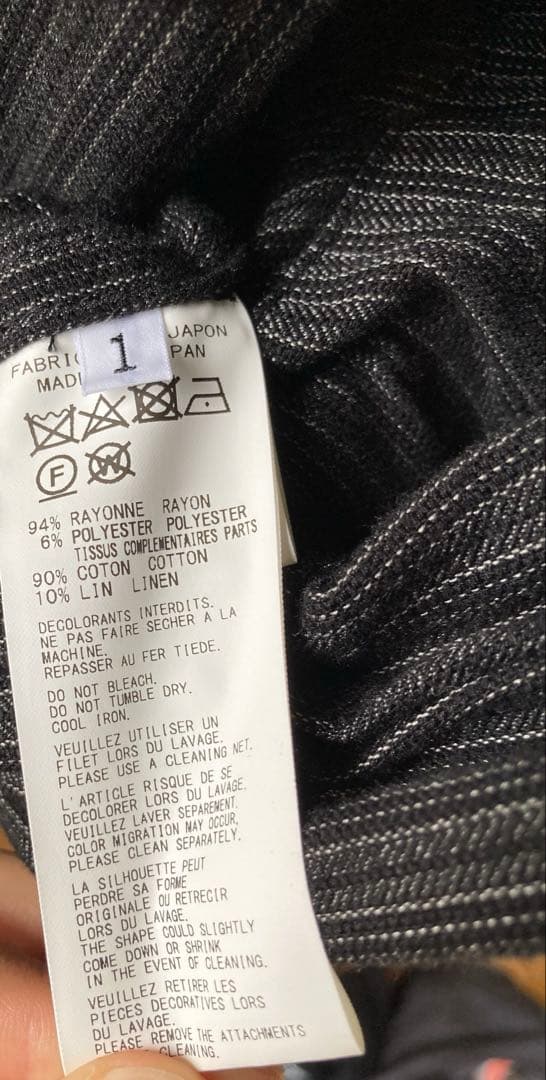 1
JAPON
MADE
94% RAYONNE RAYON
6% POLYESTER POLYESTER
TISSUS COMPLEMENTAIRES PARTS
90% COTON COTTON
10% LIN LINEN
DECOLORANTS INTERDITS.
NE PAS FAIRE SECHER A LA
MACHINE.
REPASSER AU FER TIEDE.
DO NOT BLEACH.
DO NOT TUMBLE DRY.
COOL IRON.
VEUILLEZ UTILISER UN
FILET LORS DU LAVAGE.
PLEASE USE A CLEANING NET.
L'ARTICLE RISQUE DE SE
DECOLORER LORS DU LAVAGE.
VEUILLEZ LAVER SEPAREMENT.
COLOR MIGRATION MAY OCCUR,
PLEASE CLEAN SEPARATELY.
LA SILHOUETTE PEUT
PERDRE SA FORME
ORIGINALE OU RETRECIR
LORS DU LAVAGE.
THE SHAPE COULD SLIGHTLY
COME DOWN OR SHRINK
IN THE EVENT OF CLEANING.
VEUILLEZ RETIRER LES
PIECES DECORATIVES LORS
DU LAVAGE.
PLEASE REMOVE THE ATTACHMENTS
CLEANING.